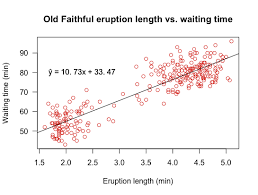 Old Faithful eruption length vs. waiting time
Waiting time (min)
90
80
70
60
50
ŷ = 10. 73x + 33. 47
1.5 2.0 2.5 3.0 3.5 4.0 4.5 5.0
Eruption length (min)